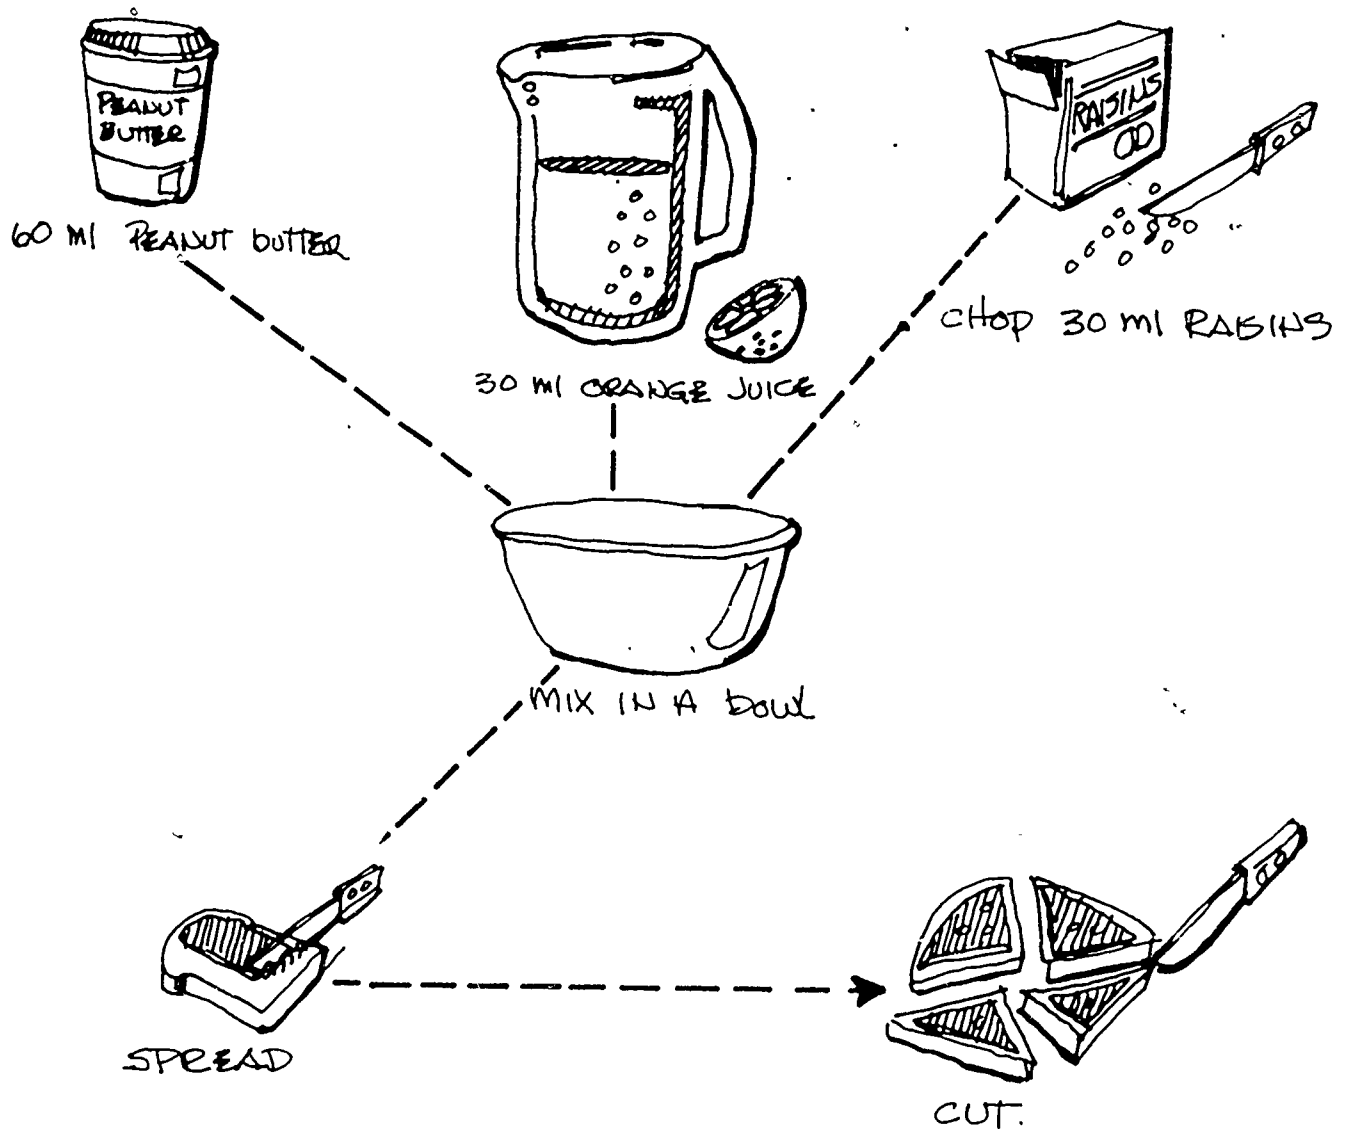 PEANUT
BUTTER
60 ml PEANUT buTTER
30 ml ORANGE JUICE
RAISINS
CHOP 30 ml RAISINS
MIX IN A bOWL
SPREAD
CUT.